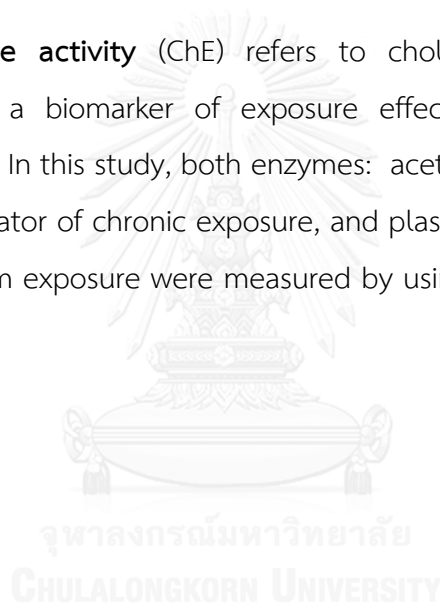 e activity (ChE) refers to chol
a biomarker of exposure effec
In this study, both enzymes: acet
ator of chronic exposure, and plas
m exposure were measured by usi
จุฬาลงกรณ์มหาวิทยาลัย
CHULALONGKORN UNIVERSITY